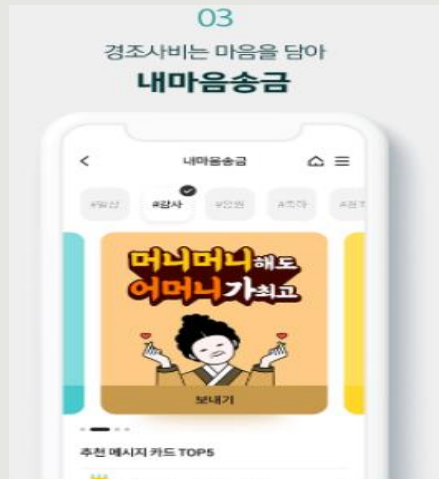 03
경조사비는 마음을 담아
내마음송금
내마음송금
#일상 #감사 #응원 #축하
머니머니해도
어머니가최고
보내기
추천 메시지 카드 TOP5